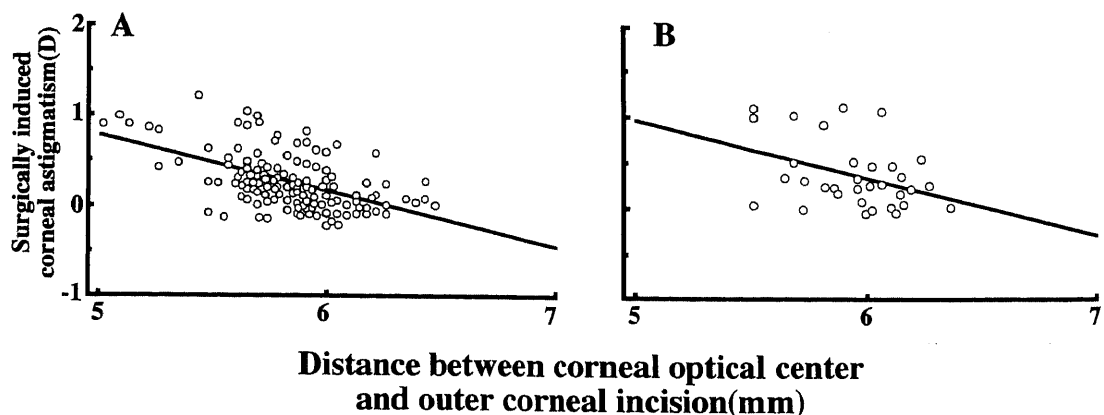 A
B
Surgically induced
corneal astigmatism(D)
2
1
0
-1
5
6
7
5
6
7
Distance between corneal optical center
and outer corneal incision(mm)